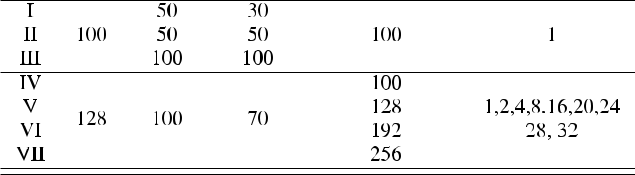 I 50 30
II 100 50 50 100 1
III 100 100
IV 100
V 128 1,2,4,8.16,20,24
128 100 70
VI 192 28, 32
VII 256